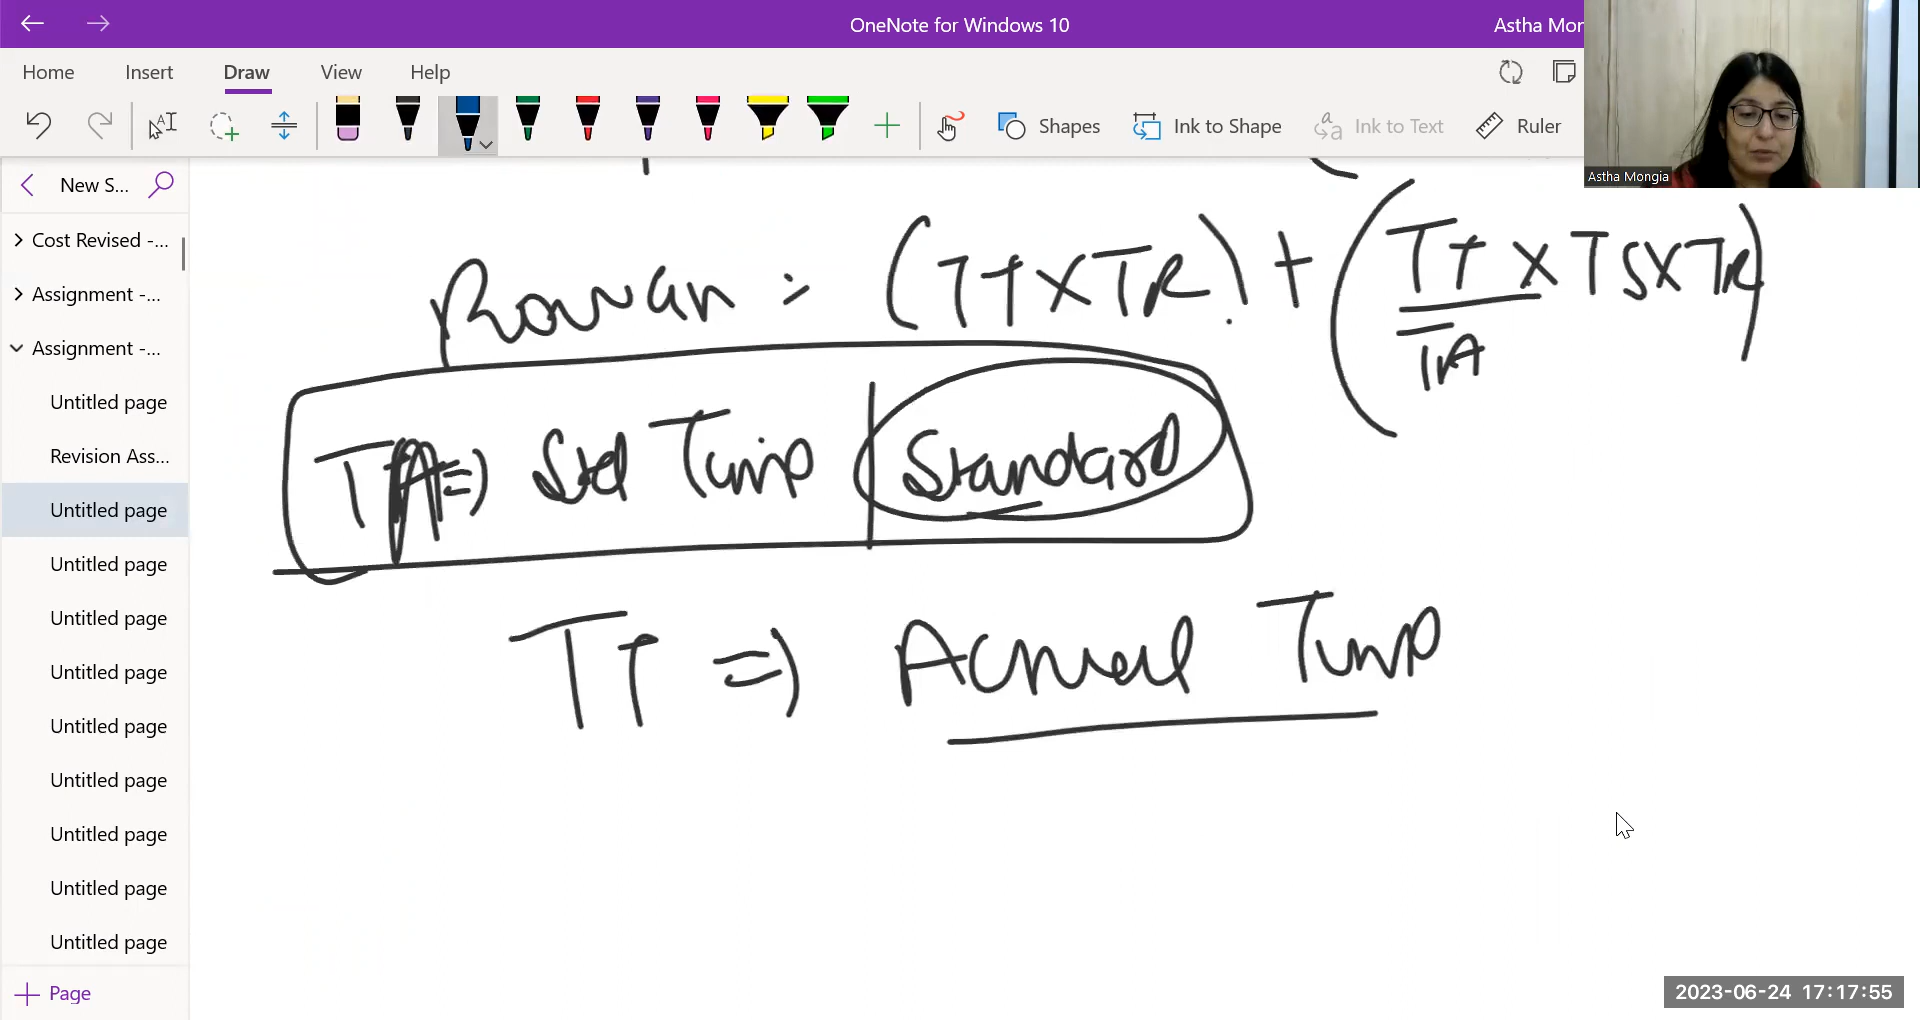 OneNote for Windows 10
Astha Mor
Home Insert Draw View Help
Shapes Ink to Shape Ink to Text Ruler
Astha Mongia
New S...
Cost Revised -...
Assignment -...
Assignment -...
Untitled page
Revision Ass...
Untitled page
Untitled page
Untitled page
Untitled page
Untitled page
Untitled page
Untitled page
Untitled page
Untitled page
Page
Rowan = (TT x TR) + (TT/TA x TS x TR)
TA => Std Time | Standard
TT => Actual Time
2023-06-24 17:17:55